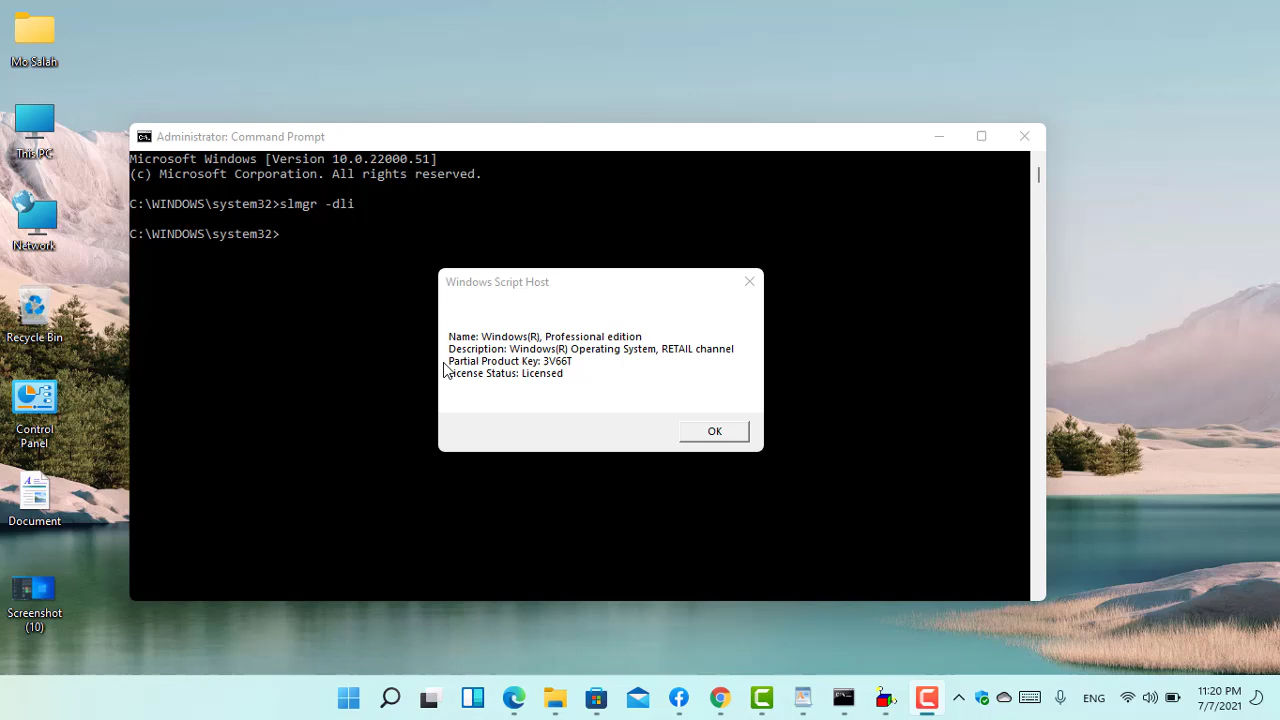 Mo Salah
This PC
Network
Recycle Bin
Control
Panel
Document
Screenshot
(10)
Administrator: Command Prompt
Microsoft Windows [Version 10.0.22000.51]
(c) Microsoft Corporation. All rights reserved.
C:\WINDOWS\system32>slmgr -dli
C:\WINDOWS\system32>
Windows Script Host
Name: Windows(R), Professional edition
Description: Windows(R) Operating System, RETAIL channel
Partial Product Key: 3V66T
License Status: Licensed
OK
ENG
11:20 PM
7/7/2021